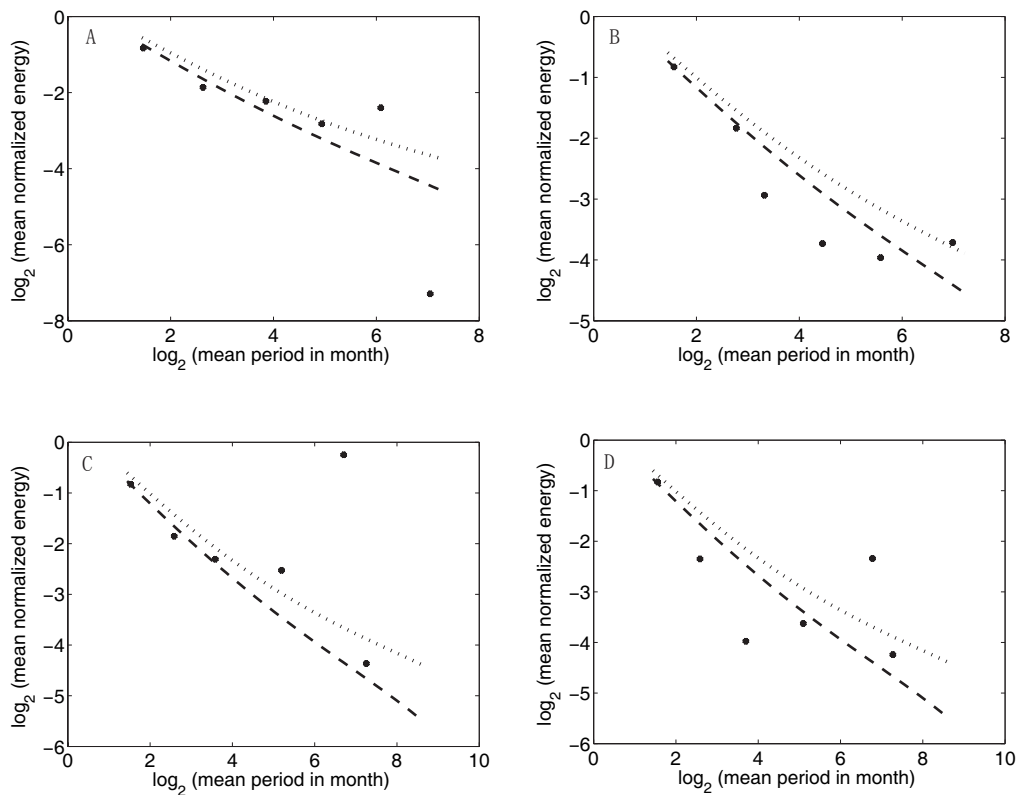 A
0
−2
−4
−6
−8
0 2 4 6 8
log2 (mean period in month)
log2 (mean normalized energy)
B
0
−1
−2
−3
−4
−5
0 2 4 6 8
log2 (mean period in month)
log2 (mean normalized energy)
C
0
−1
−2
−3
−4
−5
−6
0 2 4 6 8 10
log2 (mean period in month)
log2 (mean normalized energy)
D
0
−1
−2
−3
−4
−5
−6
0 2 4 6 8 10
log2 (mean period in month)
log2 (mean normalized energy)